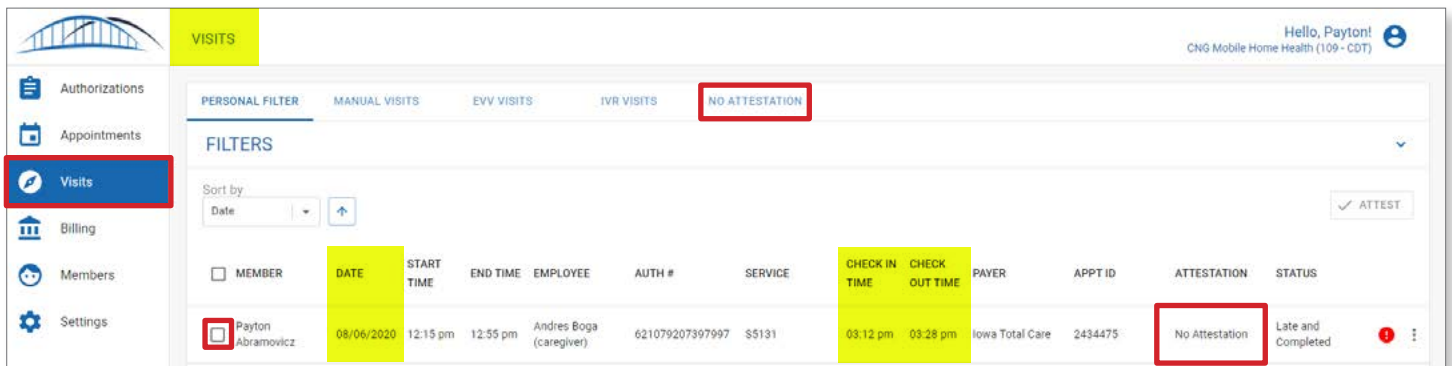 VISITS
Hello, Payton!
CNG Mobile Home Health (109 - CDT)
Authorizations
Appointments
Visits
Billing
Members
Settings
PERSONAL FILTER MANUAL VISITS EVV VISITS IVR VISITS NO ATTESTATION
FILTERS
Sort by
Date
ATTEST
MEMBER DATE START TIME END TIME EMPLOYEE AUTH # SERVICE CHECK IN TIME CHECK OUT TIME PAYER APPT ID ATTESTATION STATUS
Payton Abramovicz 08/06/2020 12:15 pm 12:55 pm Andres Boga (caregiver) 621079207397997 S5131 03:12 pm 03:28 pm Iowa Total Care 2434475 No Attestation Late and Completed